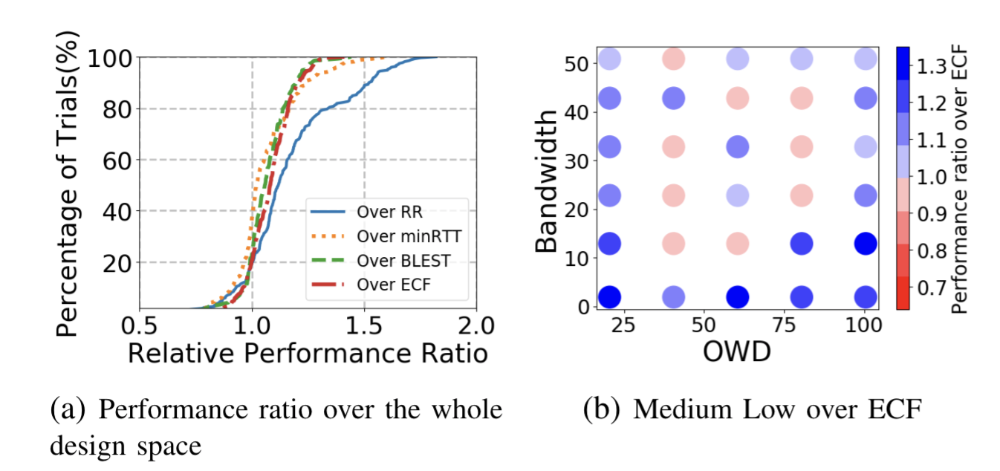 Percentage of Trials(%)
100
80
60
40
20
0.5 1.0 1.5 2.0
Relative Performance Ratio
Over RR
Over minRTT
Over BLEST
Over ECF
(a) Performance ratio over the whole
design space
Bandwidth
50
40
30
20
10
0
25 50 75 100
OWD
1.3
1.2
1.1
1.0
0.9
0.8
0.7
Performance ratio over ECF
(b) Medium Low over ECF